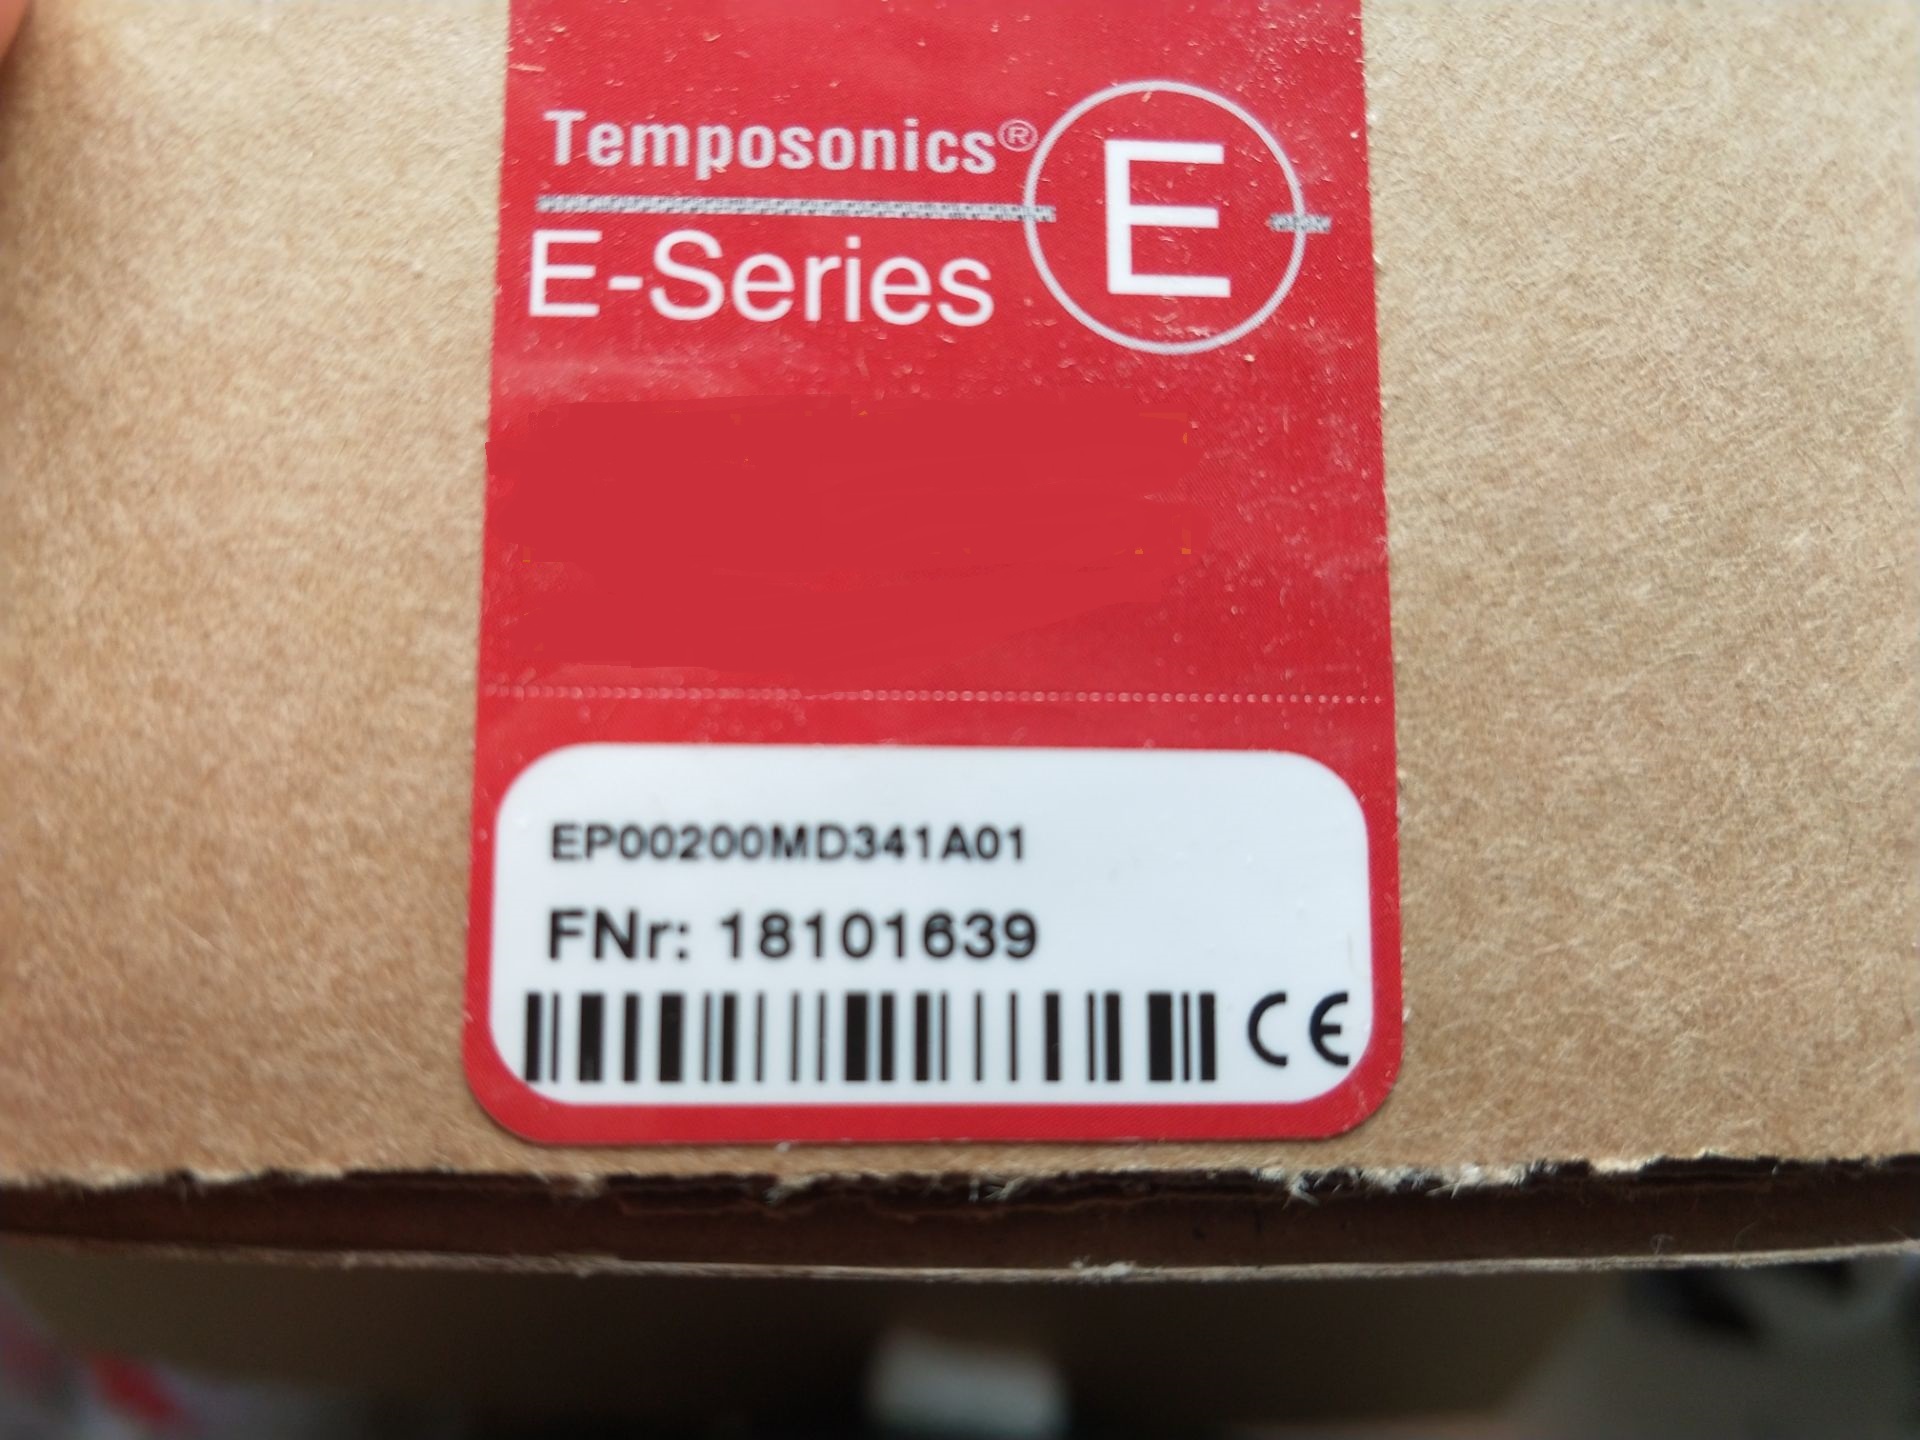 Temposonics®
E
E-Series
EP00200MD341A01
FNr: 18101639
CE